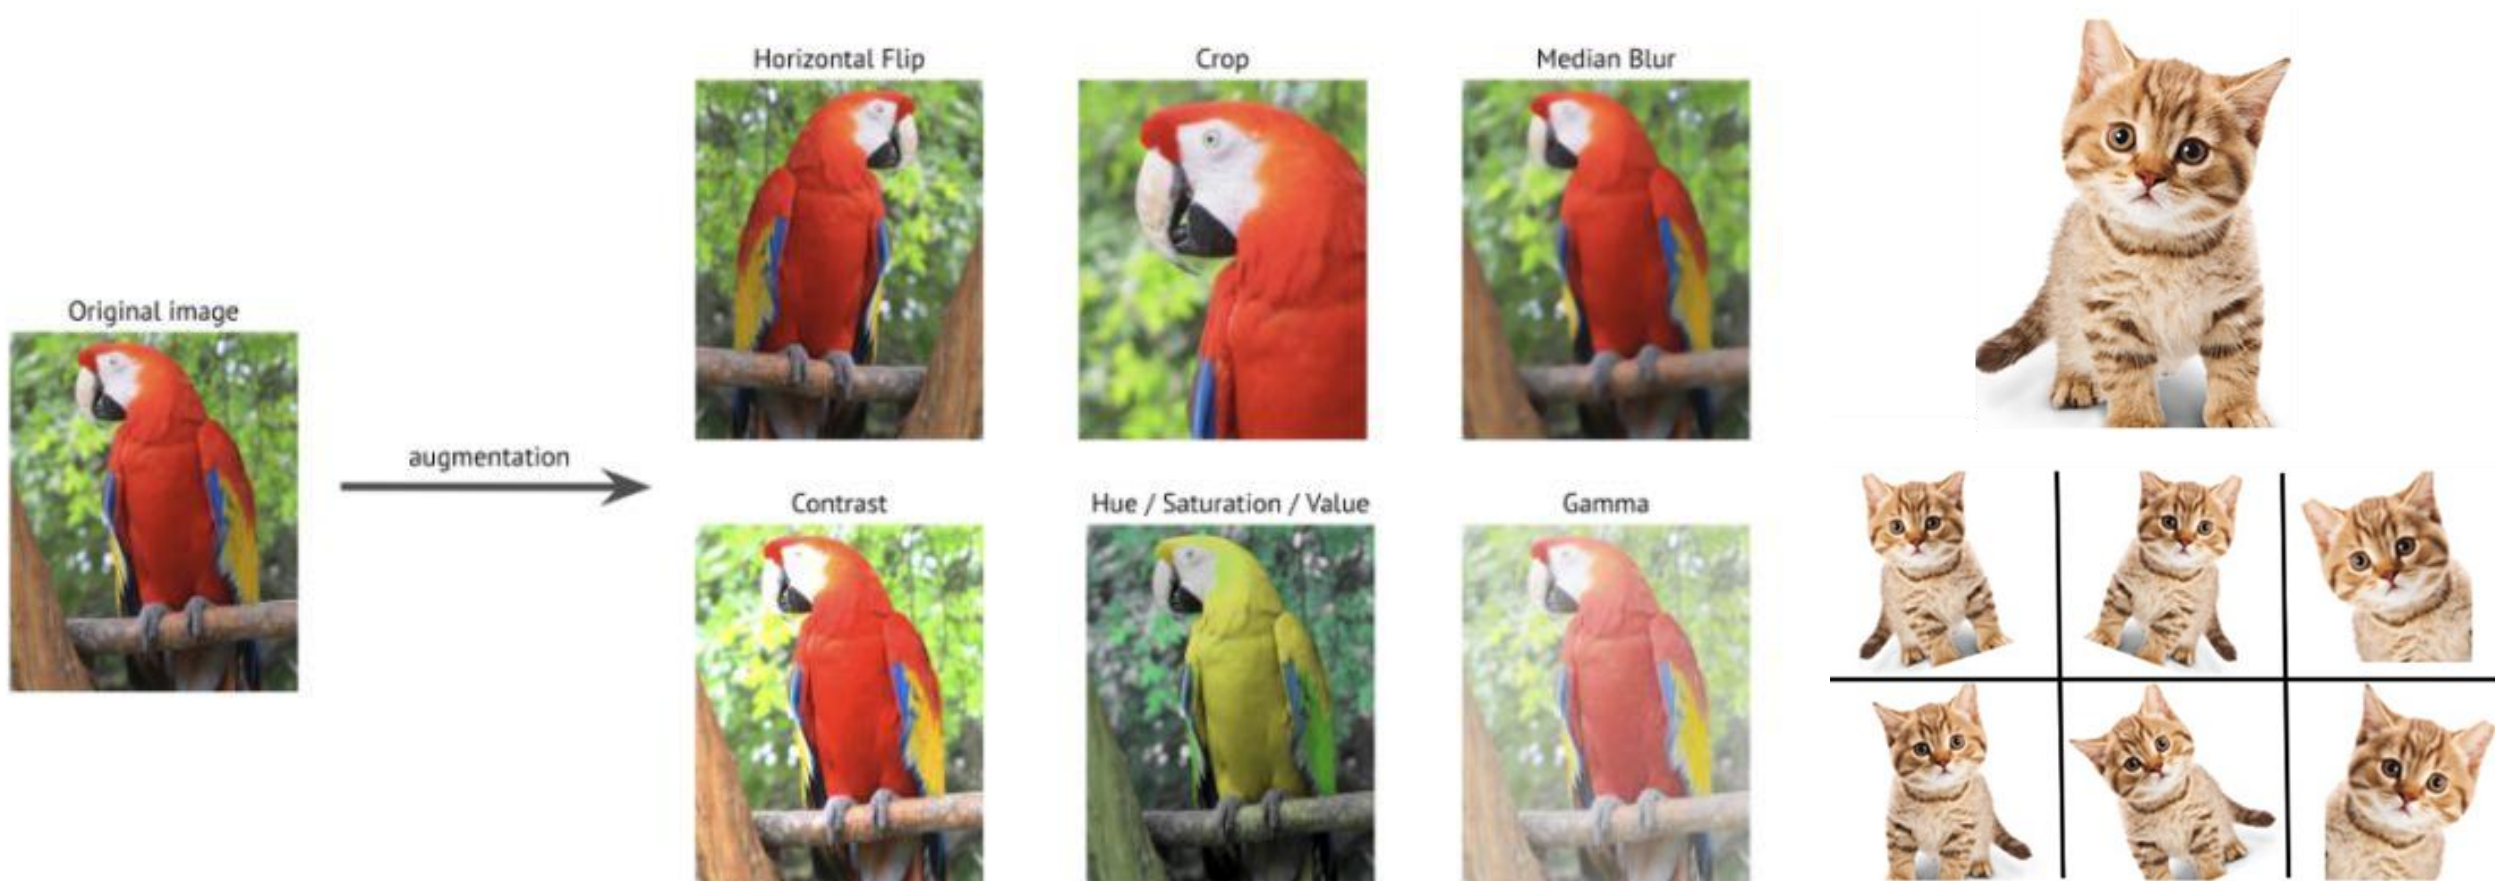 Horizontal Flip
Crop
Median Blur
Original image
augmentation
Contrast
Hue / Saturation / Value
Gamma